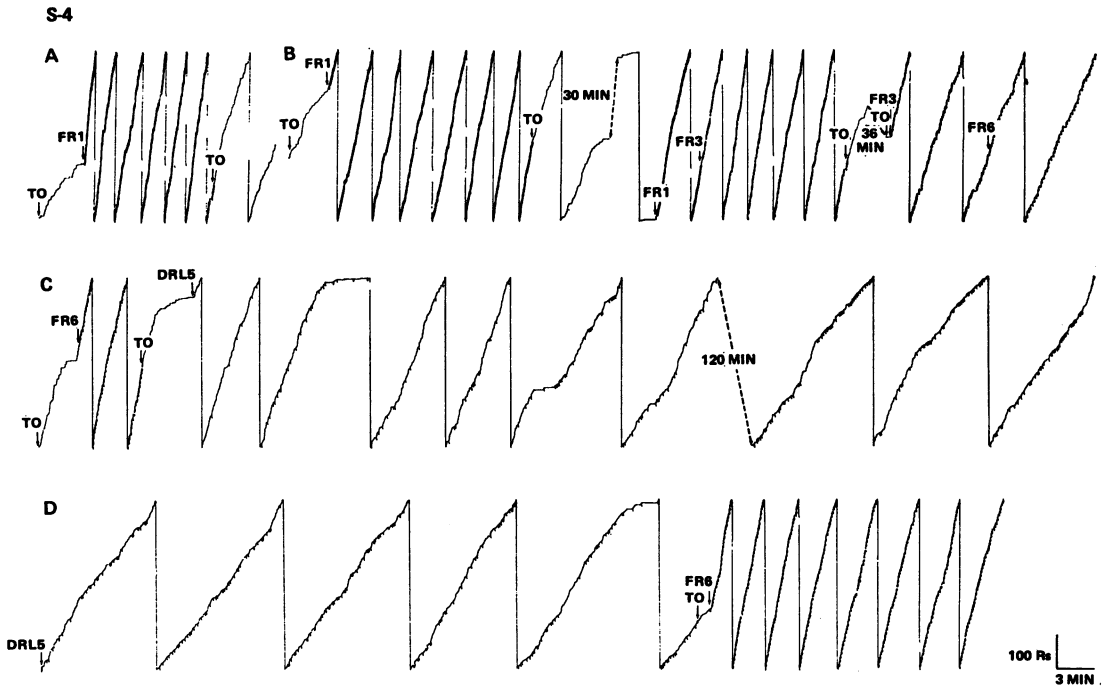 S-4
A
TO
FR1
TO
B
TO
FR1
TO
30 MIN
FR1
FR3
TO
36
MIN
TO
FR3
FR6
C
TO
FR6
TO
DRL5
120 MIN
D
DRL5
TO
FR6
100 Rs
3 MIN